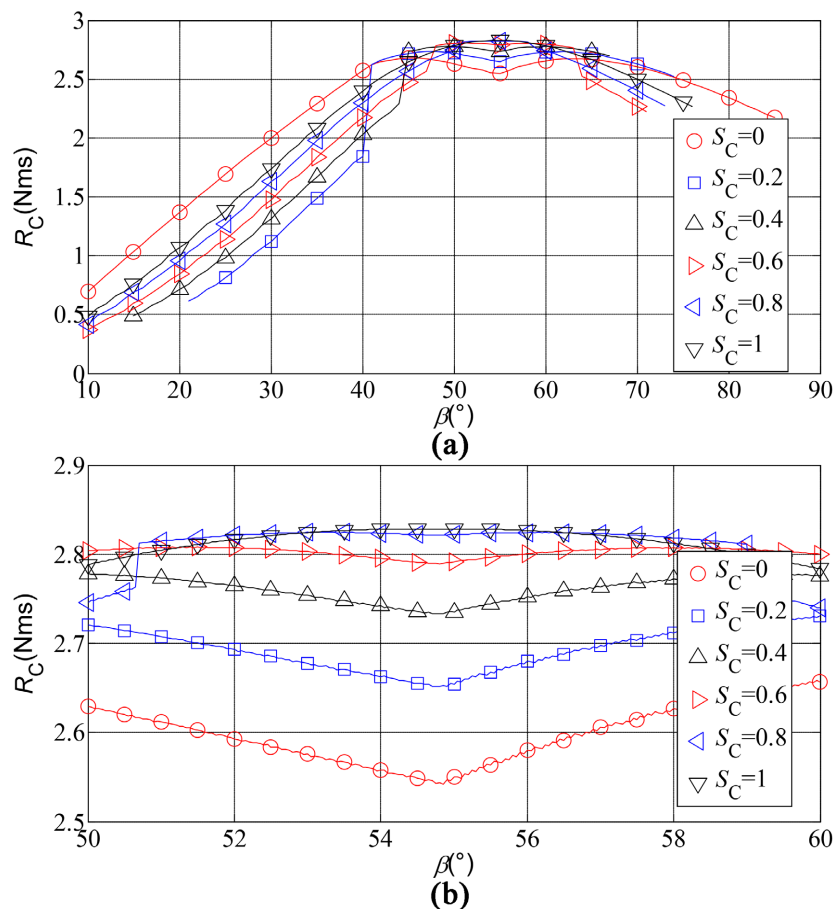 3
2.5
2
1.5
1
0.5
0
R_C(Nms)
10 20 30 40 50 60 70 80 90
β(°)
S_C=0
S_C=0.2
S_C=0.4
S_C=0.6
S_C=0.8
S_C=1
(a)
2.9
2.8
2.7
2.6
2.5
R_C(Nms)
50 52 54 56 58 60
β(°)
S_C=0
S_C=0.2
S_C=0.4
S_C=0.6
S_C=0.8
S_C=1
(b)